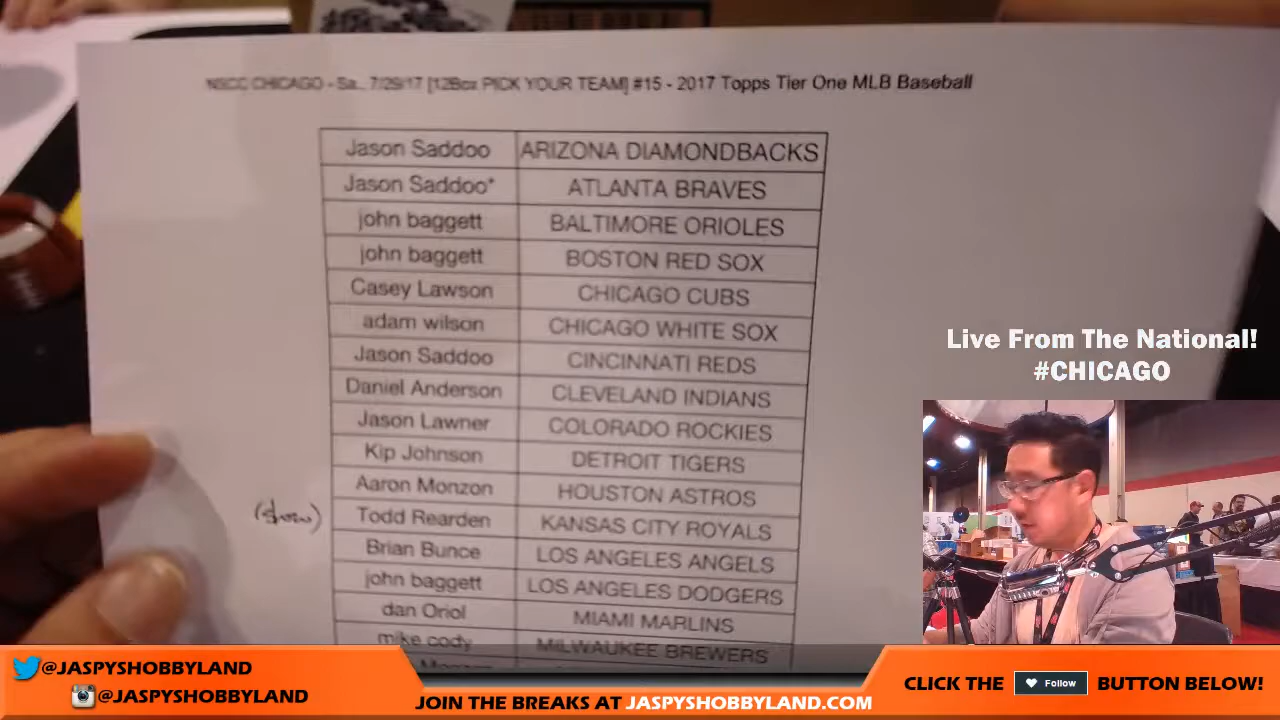 NSCC CHICAGO - Sa.. 7/29/17 [12Box PICK YOUR TEAM] #15 - 2017 Topps Tier One MLB Baseball
Jason Saddoo ARIZONA DIAMONDBACKS
Jason Saddoo* ATLANTA BRAVES
john baggett BALTIMORE ORIOLES
john baggett BOSTON RED SOX
Casey Lawson CHICAGO CUBS
adam wilson CHICAGO WHITE SOX
Jason Saddoo CINCINNATI REDS
Daniel Anderson CLEVELAND INDIANS
Jason Lawner COLORADO ROCKIES
Kip Johnson DETROIT TIGERS
Aaron Monzon HOUSTON ASTROS
(show) Todd Rearden KANSAS CITY ROYALS
Brian Bunce LOS ANGELES ANGELS
john baggett LOS ANGELES DODGERS
dan Oriol MIAMI MARLINS
mike cody MILWAUKEE BREWERS
Live From The National!
#CHICAGO
@JASPYSHOBBYLAND
@JASPYSHOBBYLAND
JOIN THE BREAKS AT JASPYSHOBBYLAND.COM
CLICK THE Follow BUTTON BELOW!